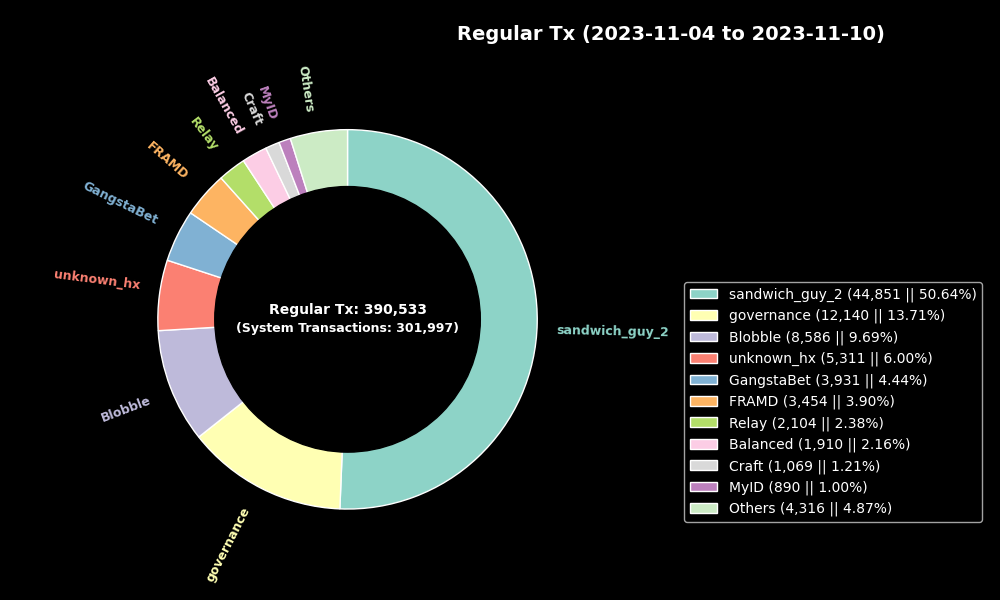 Regular Tx (2023-11-04 to 2023-11-10)
Others
MyID
Craft
Balanced
Relay
FRAMD
GangstaBet
unknown_hx
Blobble
governance
sandwich_guy_2
Regular Tx: 390,533
(System Transactions: 301,997)
sandwich_guy_2 (44,851 || 50.64%)
governance (12,140 || 13.71%)
Blobble (8,586 || 9.69%)
unknown_hx (5,311 || 6.00%)
GangstaBet (3,931 || 4.44%)
FRAMD (3,454 || 3.90%)
Relay (2,104 || 2.38%)
Balanced (1,910 || 2.16%)
Craft (1,069 || 1.21%)
MyID (890 || 1.00%)
Others (4,316 || 4.87%)